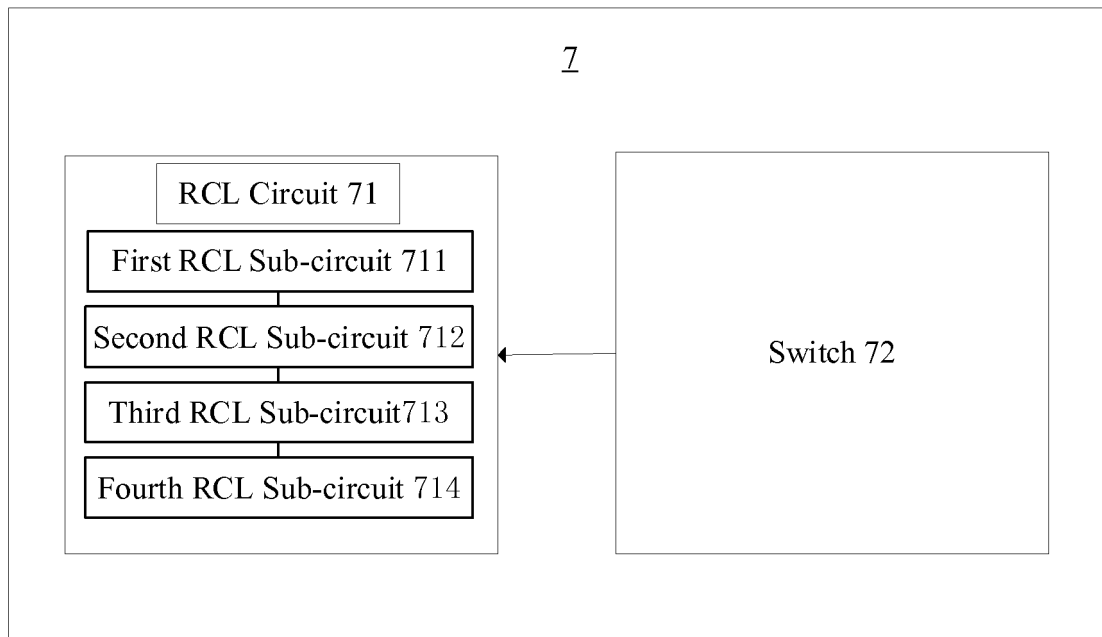 7
RCL Circuit 71
First RCL Sub-circuit 711
Second RCL Sub-circuit 712
Third RCL Sub-circuit713
Fourth RCL Sub-circuit 714
Switch 72